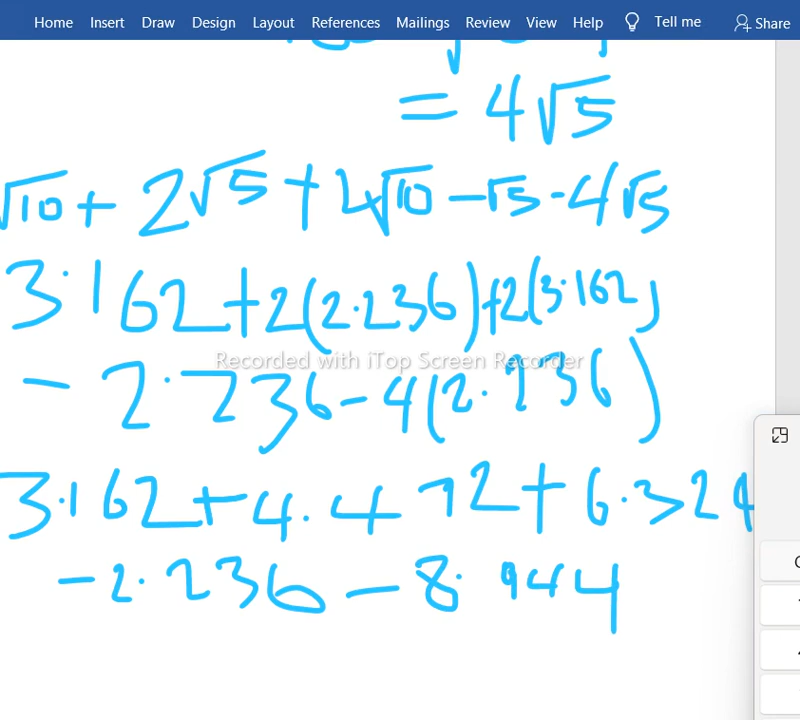 Home Insert Draw Design Layout References Mailings Review View Help Tell me Share
= 4√5
√10 + 2√5 + 2√10 - √5 - 4√5
3.162 + 2(2.236) + 2(3.162)
Recorded with iTop Screen Recorder
- 2.236 - 4(2.236)
3.162 + 4.472 + 6.324
- 2.236 - 8.944